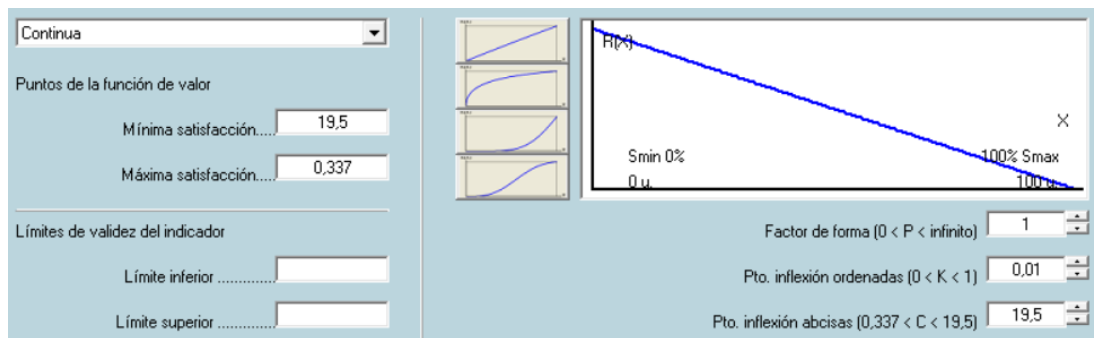 Continua
Puntos de la función de valor
Mínima satisfacción..... 19,5
Máxima satisfacción..... 0,337
Límites de validez del indicador
Límite inferior ..............
Límite superior ..............
R(X)
X
Smin 0%
100% Smax
0 u.
100 u.
Factor de forma (0 < P < infinito) 1
Pto. inflexión ordenadas (0 < K < 1) 0,01
Pto. inflexión abcisas (0,337 < C < 19,5) 19,5